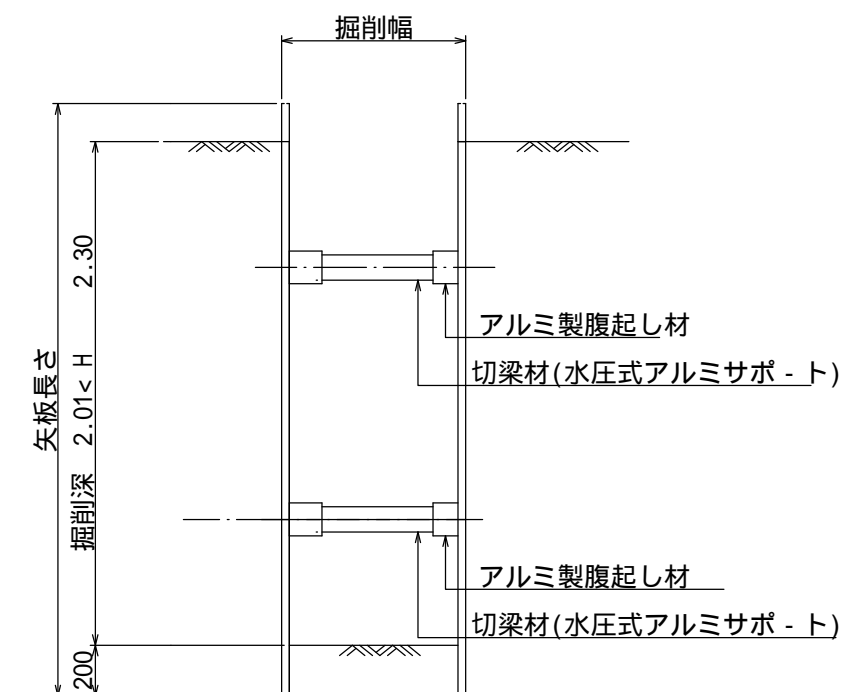 掘削幅
矢板長さ
掘削深 2.01< H 2.30
アルミ製腹起し材
切梁材(水圧式アルミサポ - ト)
アルミ製腹起し材
切梁材(水圧式アルミサポ - ト)
200